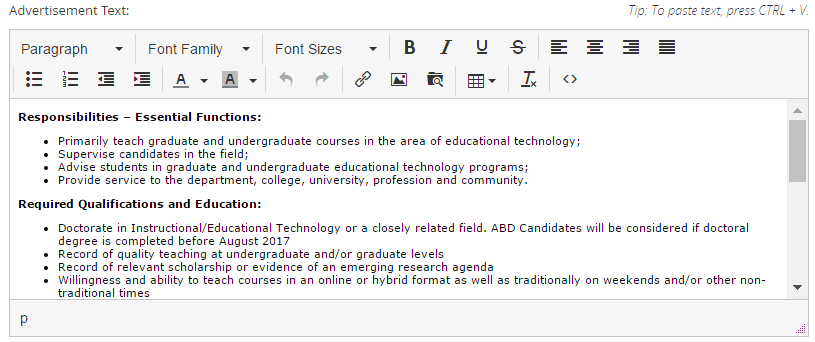 Advertisement Text:
Tip: To paste text, press CTRL + V.
Paragraph Font Family Font Sizes B I U S
A A Ix <>
Responsibilities – Essential Functions:
• Primarily teach graduate and undergraduate courses in the area of educational technology;
• Supervise candidates in the field;
• Advise students in graduate and undergraduate educational technology programs;
• Provide service to the department, college, university, profession and community.
Required Qualifications and Education:
• Doctorate in Instructional/Educational Technology or a closely related field. ABD Candidates will be considered if doctoral
degree is completed before August 2017
• Record of quality teaching at undergraduate and/or graduate levels
• Record of relevant scholarship or evidence of an emerging research agenda
• Willingness and ability to teach courses in an online or hybrid format as well as traditionally on weekends and/or other non-
traditional times
p